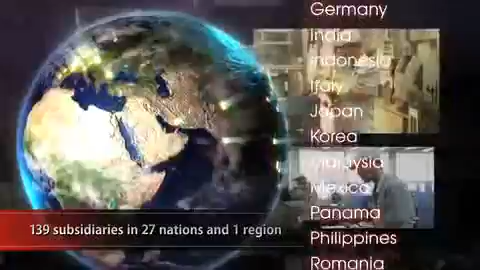 Germany
India
Indonesia
Italy
Japan
Korea
Malaysia
Mexico
Panama
Philippines
Romania
139 subsidiaries in 27 nations and 1 region